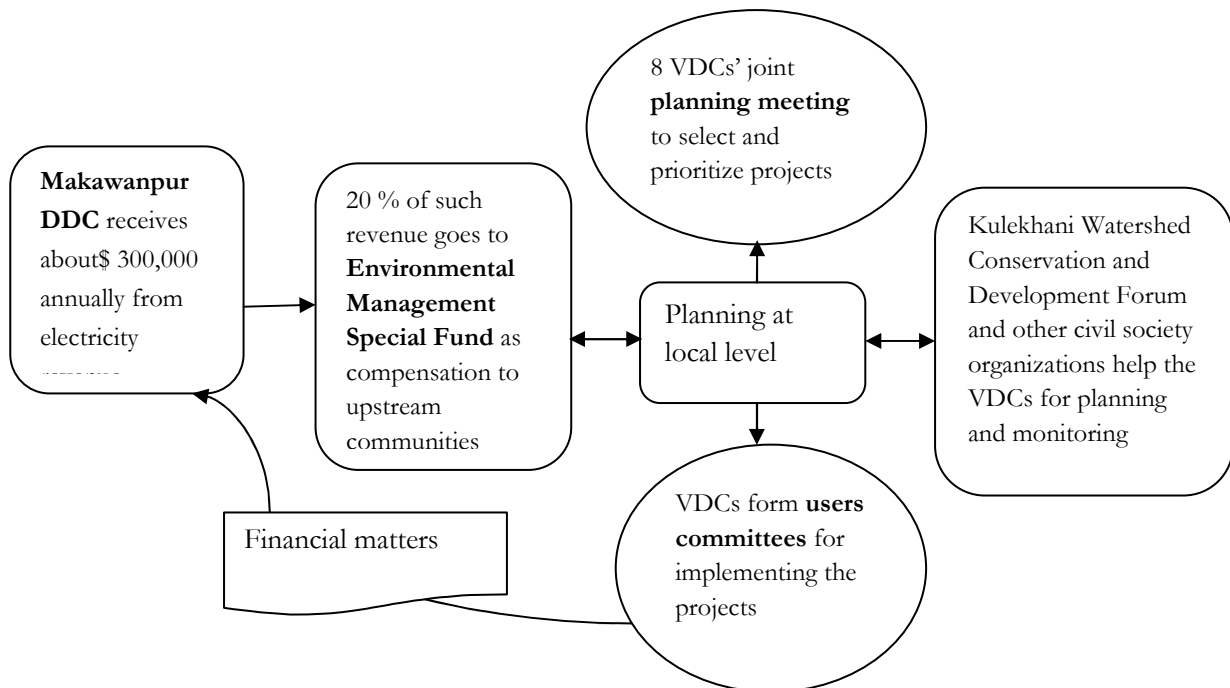 Makawanpur
DDC receives
about$ 300,000
annually from
electricity
20 % of such
revenue goes to
Environmental
Management
Special Fund as
compensation to
upstream
communities
8 VDCs’ joint
planning meeting
to select and
prioritize projects
Planning at
local level
Kulekhani Watershed
Conservation and
Development Forum
and other civil society
organizations help the
VDCs for planning
and monitoring
VDCs form users
committees for
implementing the
projects
Financial matters